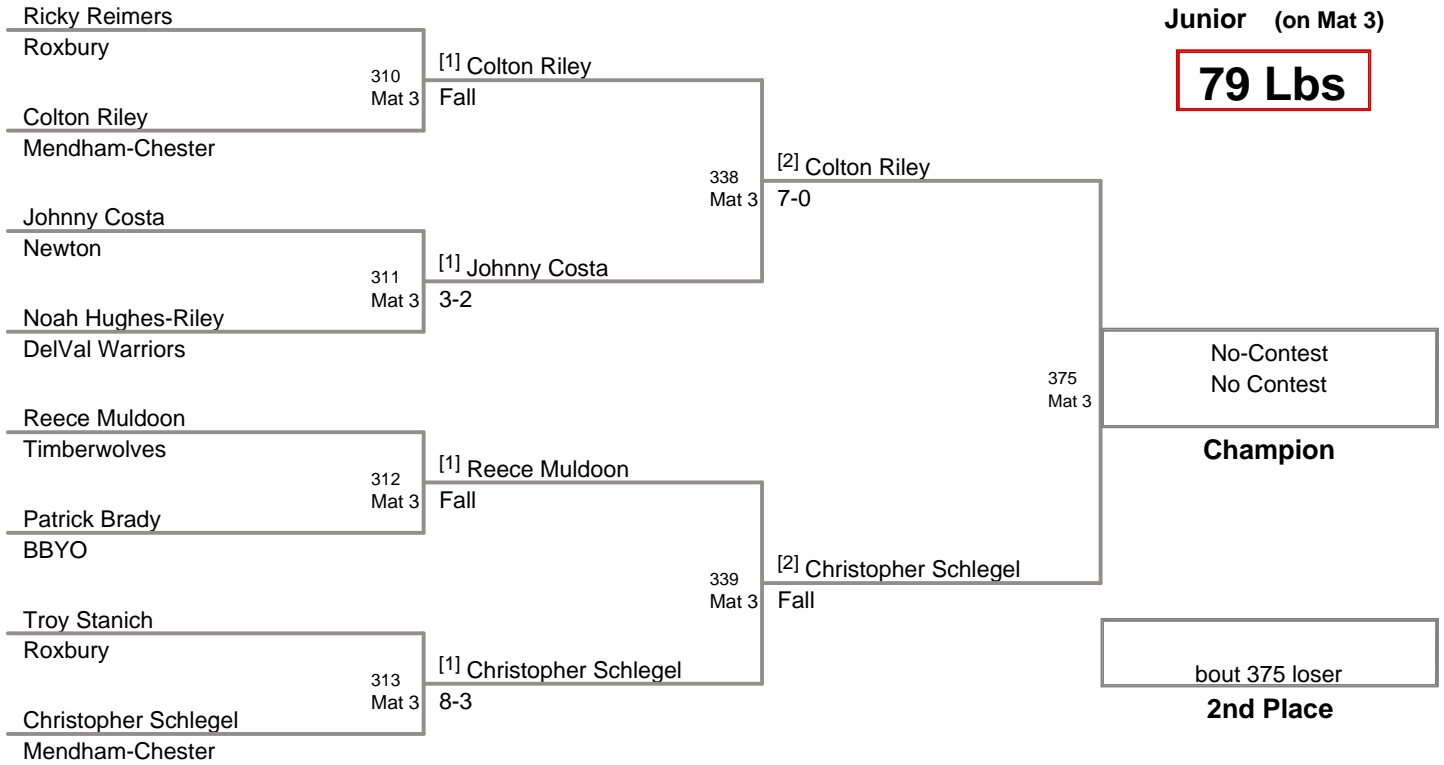 Ricky Reimers
Roxbury
310
Mat 3
Colton Riley
Mendham-Chester
[1] Colton Riley
Fall
Johnny Costa
Newton
311
Mat 3
Noah Hughes-Riley
DelVal Warriors
[1] Johnny Costa
3-2
338
Mat 3
[2] Colton Riley
7-0
Reece Muldoon
Timberwolves
312
Mat 3
Patrick Brady
BBYO
[1] Reece Muldoon
Fall
Troy Stanich
Roxbury
313
Mat 3
Christopher Schlegel
Mendham-Chester
[1] Christopher Schlegel
8-3
339
Mat 3
[2] Christopher Schlegel
Fall
375
Mat 3
Junior (on Mat 3)
79 Lbs
No-Contest
No Contest
Champion
bout 375 loser
2nd Place